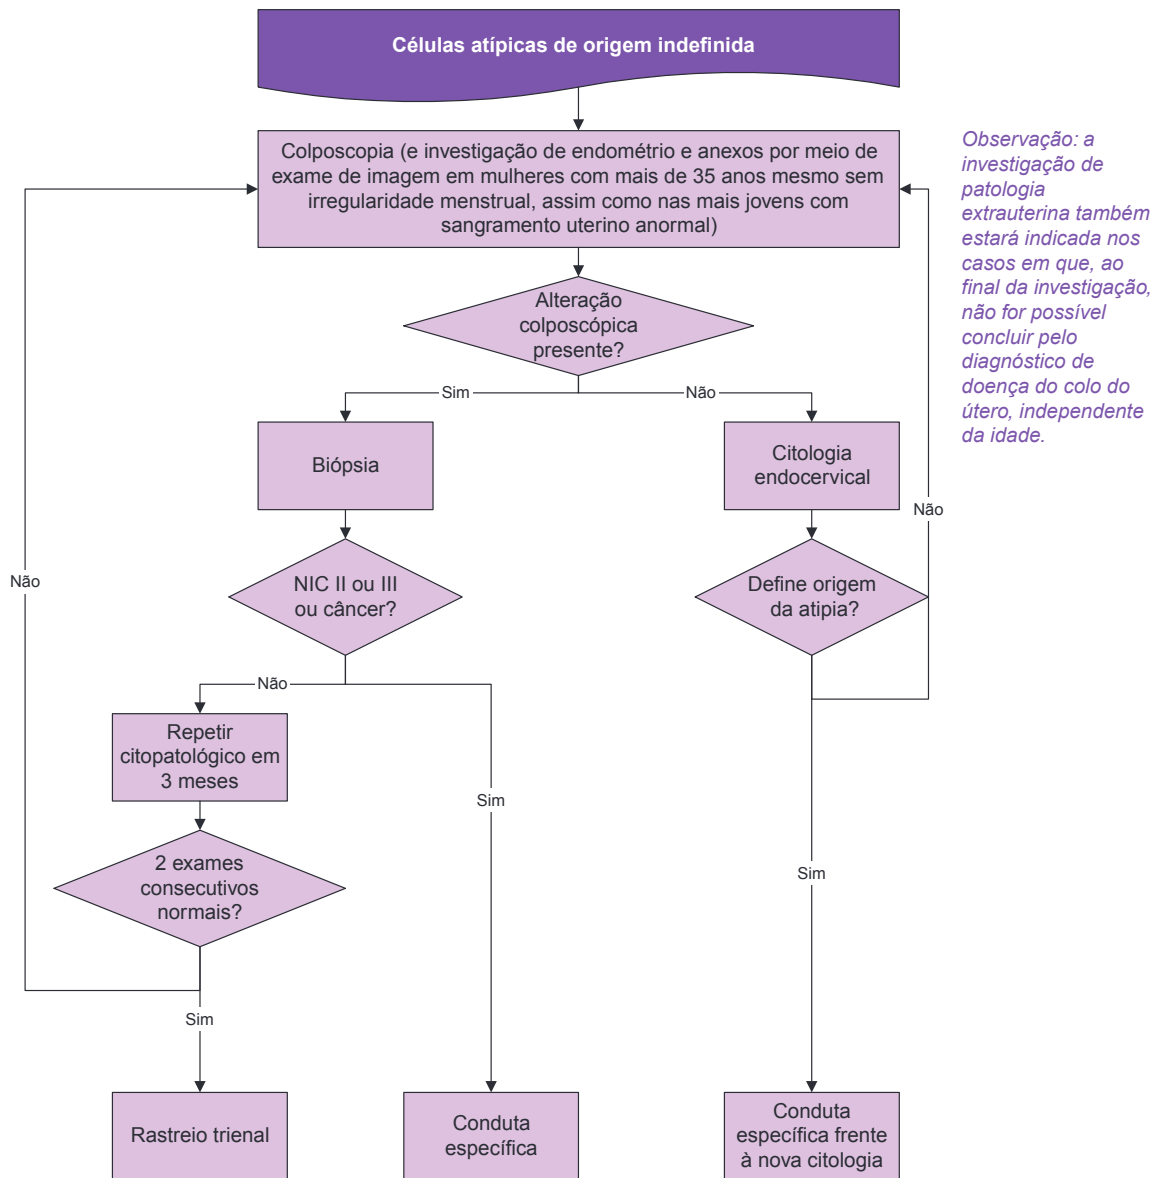 Células atípicas de origem indefinida
Colposcopia (e investigação de endométrio e anexos por meio de
exame de imagem em mulheres com mais de 35 anos mesmo sem
irregularidade menstrual, assim como nas mais jovens com
sangramento uterino anormal)
Observação: a
investigação de
patologia
extrauterina também
estará indicada nos
casos em que, ao
final da investigação,
não for possível
concluir pelo
diagnóstico de
doença do colo do
útero, independente
da idade.
Alteração
colposcópica
presente?
Sim
Não
Biópsia
Citologia
endocervical
Não
Não
NIC II ou III
ou câncer?
Define origem
da atipia?
Não
Repetir
citopatológico em
3 meses
Sim
2 exames
consecutivos
normais?
Sim
Sim
Rastreio trienal
Conduta
específica
Conduta
específica frente
à nova citologia